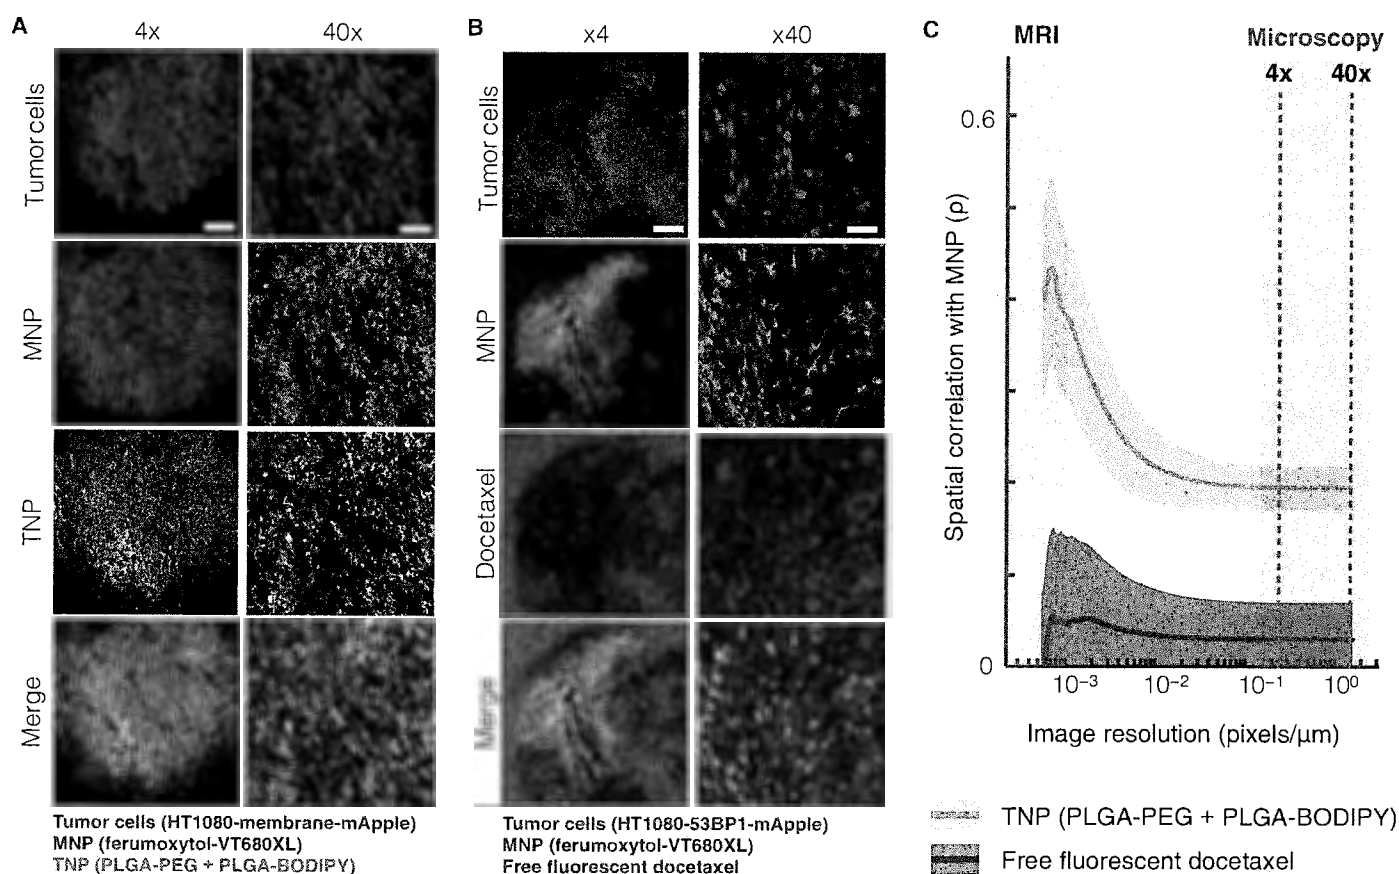 A
4x
40x
Tumor cells
MNP
TNP
Merge
Tumor cells (HT1080-membrane-mApple)
MNP (ferumoxytol-VT680XL)
TNP (PLGA-PEG + PLGA-BODIPY)
B
x4
x40
Tumor cells
MNP
Docetaxel
Merge
Tumor cells (HT1080-53BP1-mApple)
MNP (ferumoxytol-VT680XL)
Free fluorescent docetaxel
C
MRI
Microscopy
4x 40x
Spatial correlation with MNP (ρ)
0.6
0
10⁻³ 10⁻² 10⁻¹ 10⁰
Image resolution (pixels/μm)
TNP (PLGA-PEG + PLGA-BODIPY)
Free fluorescent docetaxel